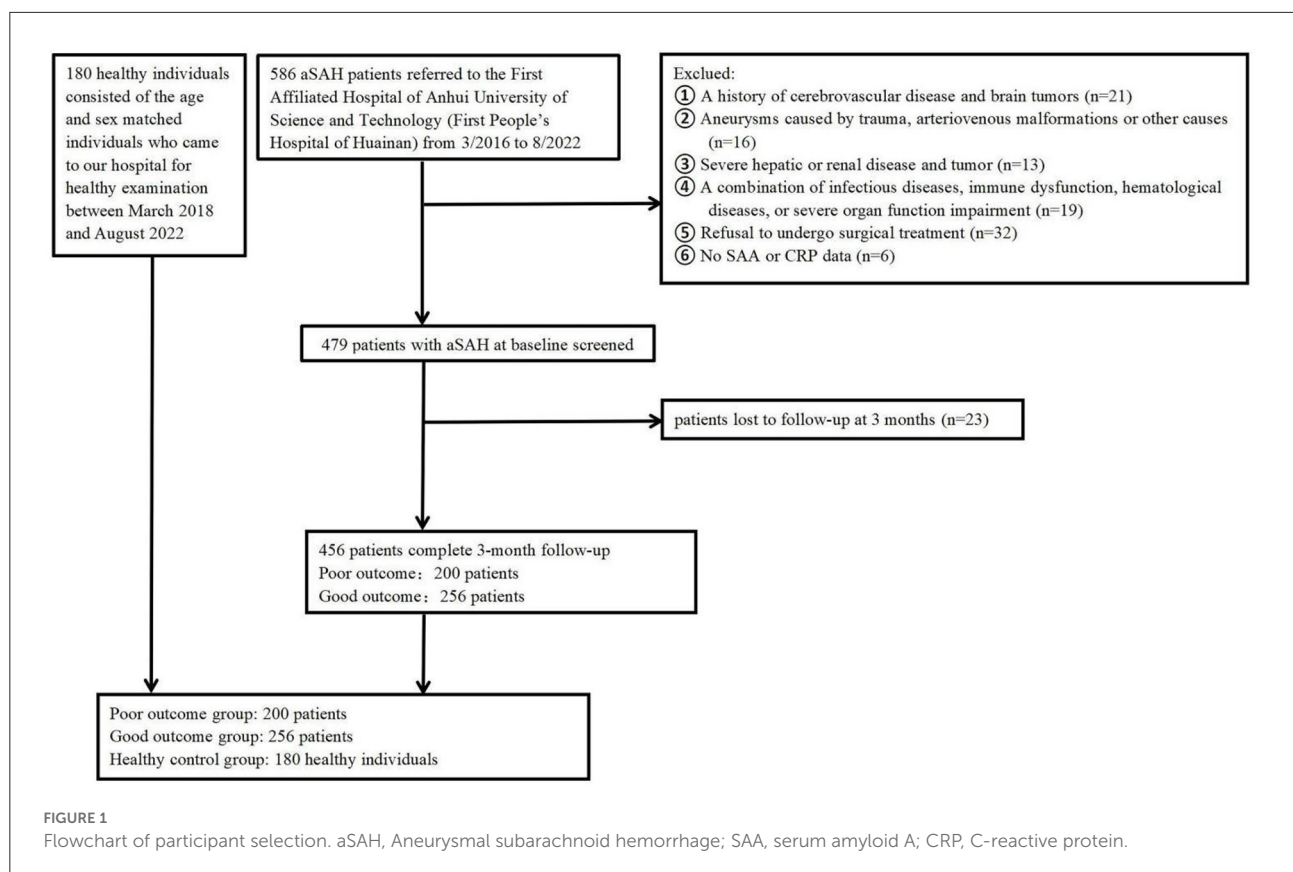 180 healthy individuals
consisted of the age
and sex matched
individuals who came
to our hospital for
healthy examination
between March 2018
and August 2022
586 aSAH patients referred to the First
Affiliated Hospital of Anhui University of
Science and Technology (First People's
Hospital of Huainan) from 3/2016 to 8/2022
Exclued:
① A history of cerebrovascular disease and brain tumors (n=21)
② Aneurysms caused by trauma, arteriovenous malformations or other causes
(n=16)
③ Severe hepatic or renal disease and tumor (n=13)
④ A combination of infectious diseases, immune dysfunction, hematological
diseases, or severe organ function impairment (n=19)
⑤ Refusal to undergo surgical treatment (n=32)
⑥ No SAA or CRP data (n=6)
479 patients with aSAH at baseline screened
patients lost to follow-up at 3 months (n=23)
456 patients complete 3-month follow-up
Poor outcome：200 patients
Good outcome：256 patients
Poor outcome group: 200 patients
Good outcome group: 256 patients
Healthy control group: 180 healthy individuals
FIGURE 1
Flowchart of participant selection. aSAH, Aneurysmal subarachnoid hemorrhage; SAA, serum amyloid A; CRP, C-reactive protein.